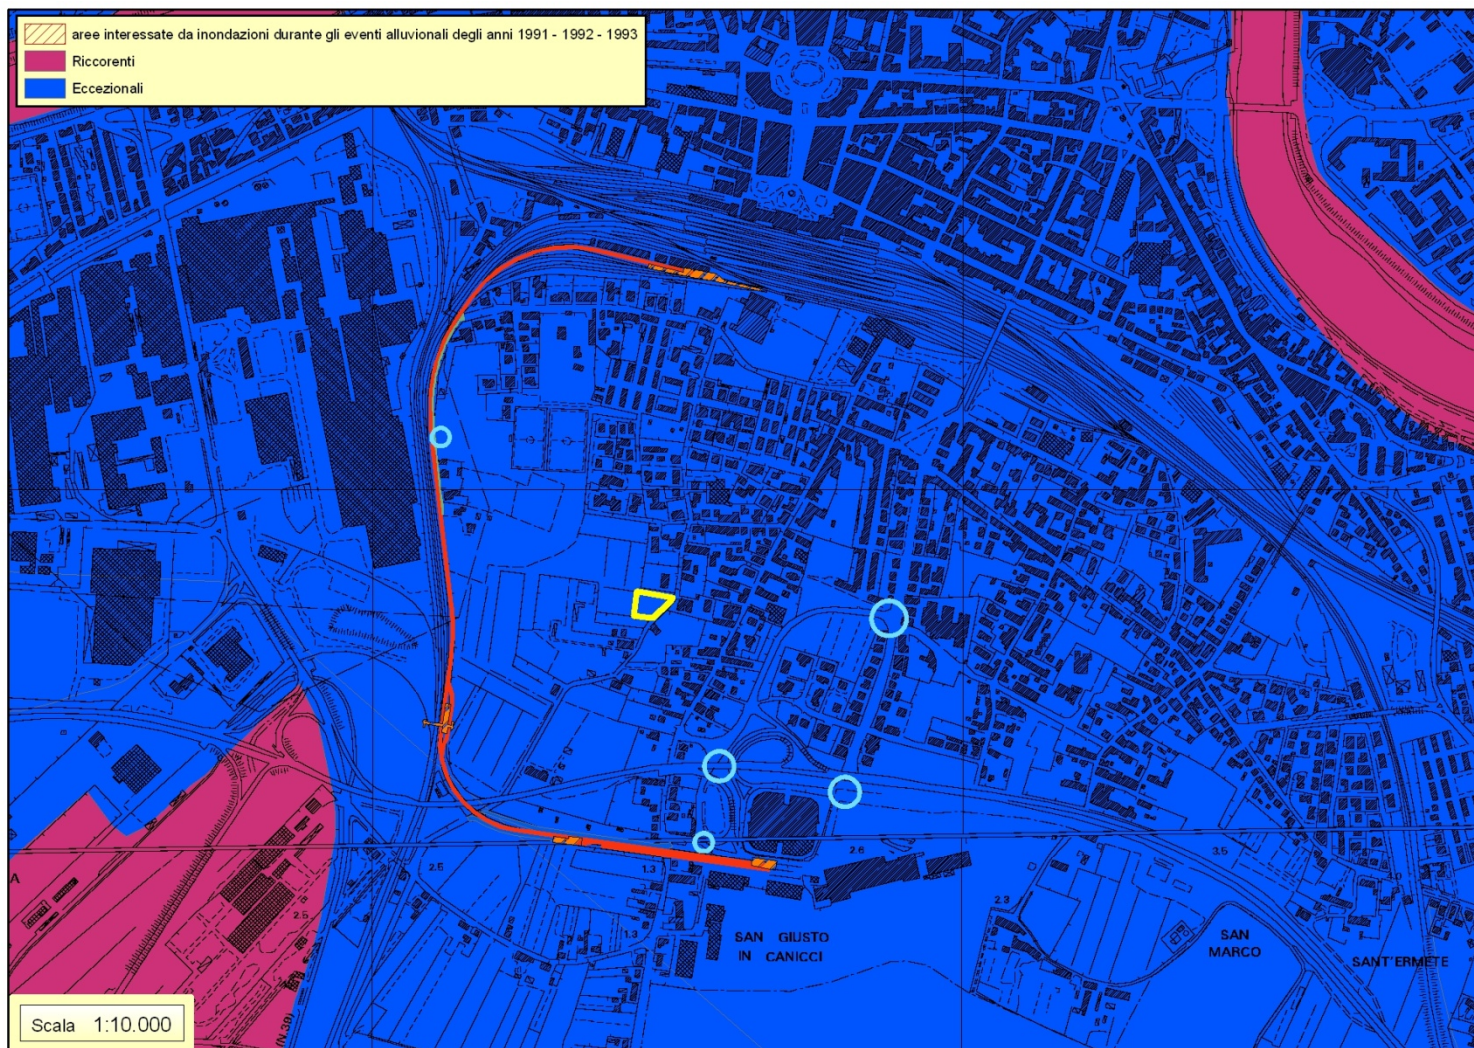 aree interessate da inondazioni durante gli eventi alluvionali degli anni 1991 - 1992 - 1993
Riccorenti
Eccezionali
2.6
3.5
2.5
1.3
A
2.3
2.5
1.3
SAN GIUSTO
IN CANICCI
SAN
MARCO
SANT'ERMETE
Scala 1:10.000